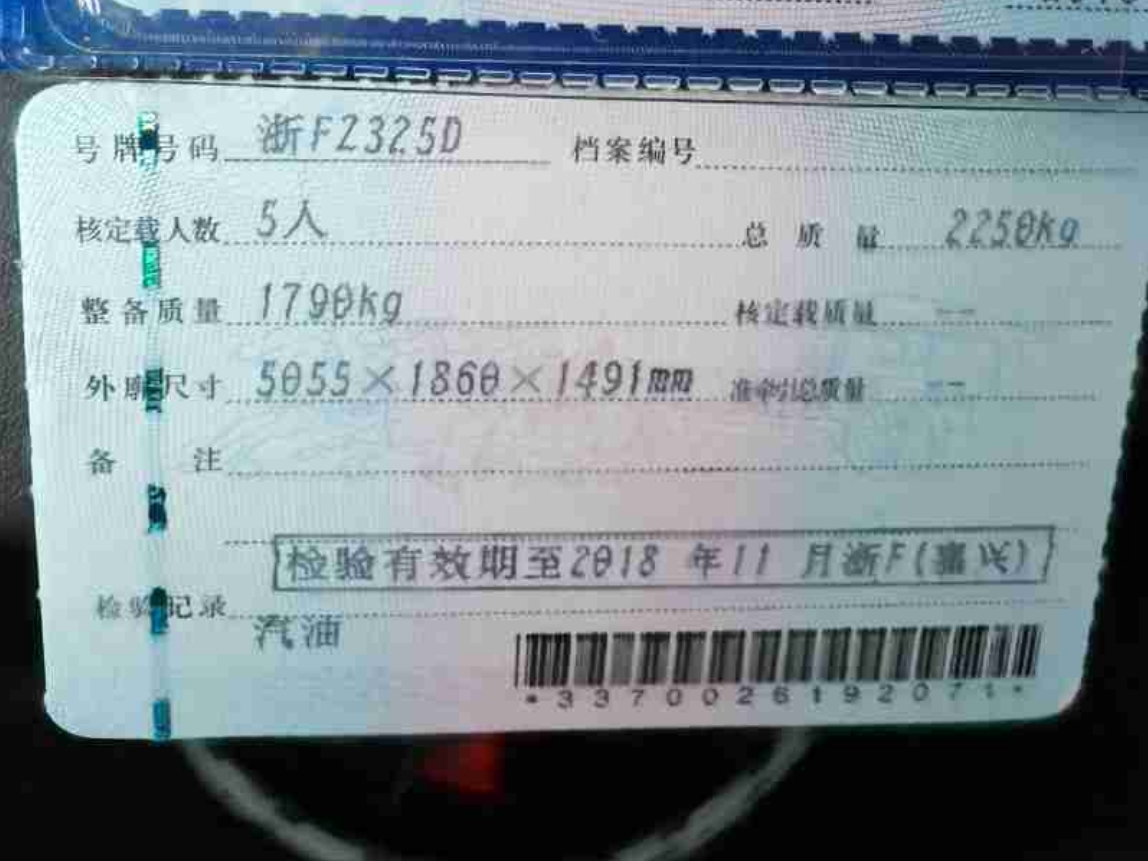 号牌号码 浙FZ325D 档案编号
核定载人数 5人 总质量 2250kg
整备质量 1790kg 核定载质量 --
外廓尺寸 5055×1860×1491mm 准牵引总质量 --
备注
检验有效期至2018 年11 月浙F(嘉兴)
检验记录
汽油
*3370026192071*